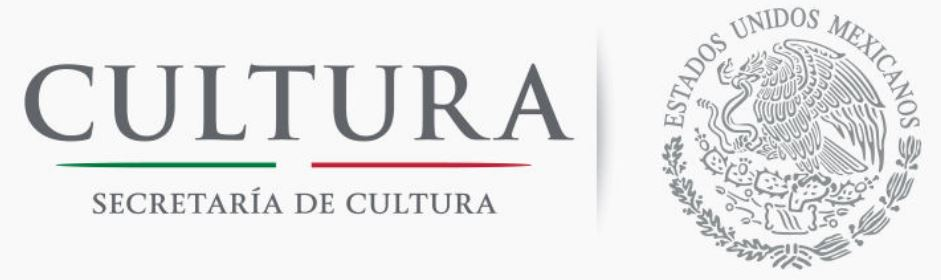 CULTURA
SECRETARÍA DE CULTURA
ESTADOS UNIDOS MEXICANOS